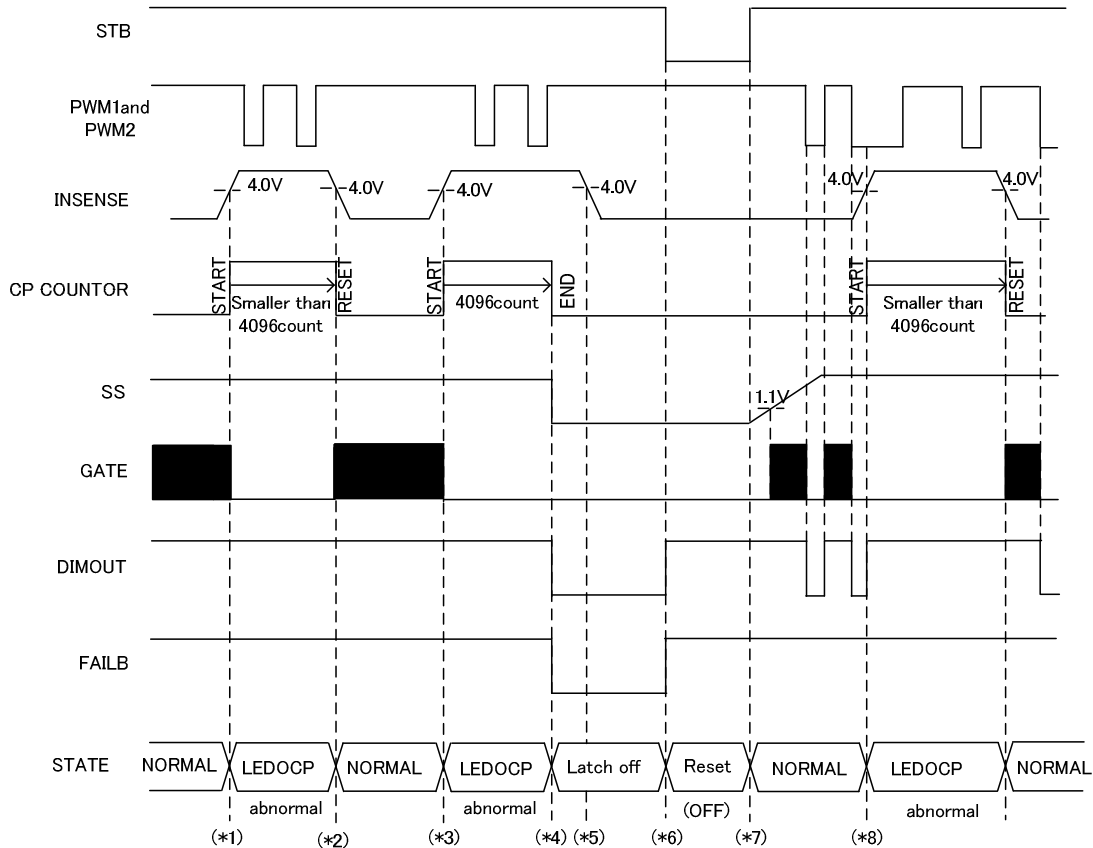 STB
PWM1and
PWM2
INSENSE
4.0V
4.0V
4.0V
4.0V
4.0V
4.0V
CP COUNTOR
START
Smaller than
4096count
RESET
START
4096count
END
START
Smaller than
4096count
RESET
SS
1.1V
GATE
DIMOUT
FAILB
STATE
NORMAL
LEDOCP
NORMAL
LEDOCP
Latch off
Reset
NORMAL
LEDOCP
NORMAL
abnormal
abnormal
(OFF)
abnormal
(*1)
(*2)
(*3)
(*4)
(*5)
(*6)
(*7)
(*8)